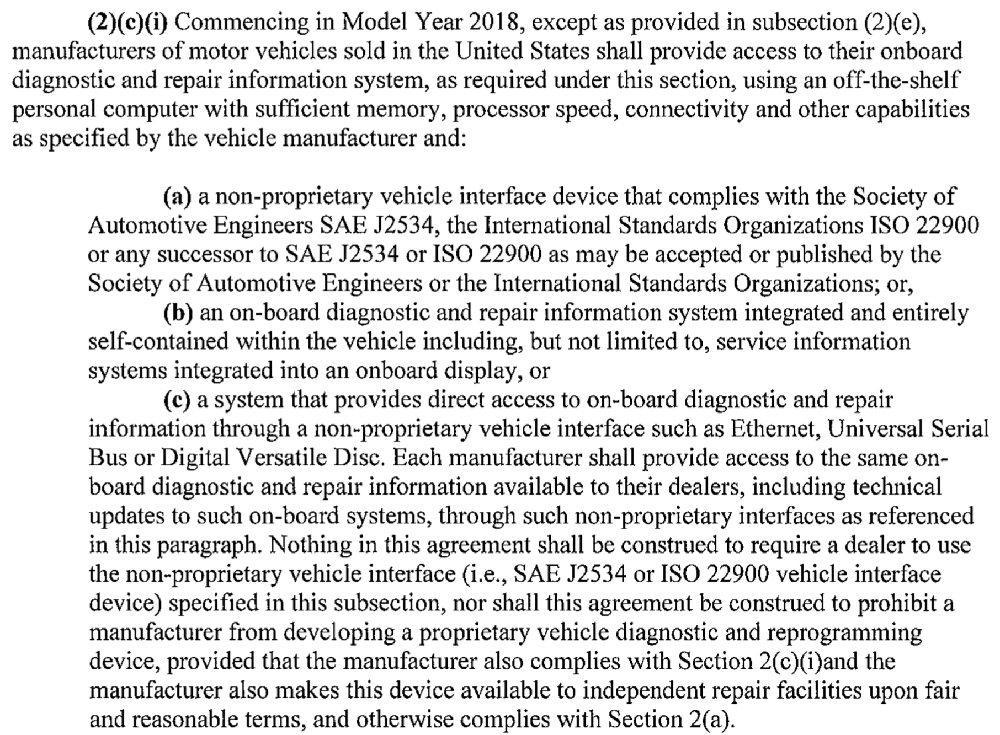 (2)(c)(i) Commencing in Model Year 2018, except as provided in subsection (2)(e),
manufacturers of motor vehicles sold in the United States shall provide access to their onboard
diagnostic and repair information system, as required under this section, using an off-the-shelf
personal computer with sufficient memory, processor speed, connectivity and other capabilities
as specified by the vehicle manufacturer and:
(a) a non-proprietary vehicle interface device that complies with the Society of
Automotive Engineers SAE J2534, the International Standards Organizations ISO 22900
or any successor to SAE J2534 or ISO 22900 as may be accepted or published by the
Society of Automotive Engineers or the International Standards Organizations; or,
(b) an on-board diagnostic and repair information system integrated and entirely
self-contained within the vehicle including, but not limited to, service information
systems integrated into an onboard display, or
(c) a system that provides direct access to on-board diagnostic and repair
information through a non-proprietary vehicle interface such as Ethernet, Universal Serial
Bus or Digital Versatile Disc. Each manufacturer shall provide access to the same on-
board diagnostic and repair information available to their dealers, including technical
updates to such on-board systems, through such non-proprietary interfaces as referenced
in this paragraph. Nothing in this agreement shall be construed to require a dealer to use
the non-proprietary vehicle interface (i.e., SAE J2534 or ISO 22900 vehicle interface
device) specified in this subsection, nor shall this agreement be construed to prohibit a
manufacturer from developing a proprietary vehicle diagnostic and reprogramming
device, provided that the manufacturer also complies with Section 2(c)(i)and the
manufacturer also makes this device available to independent repair facilities upon fair
and reasonable terms, and otherwise complies with Section 2(a).